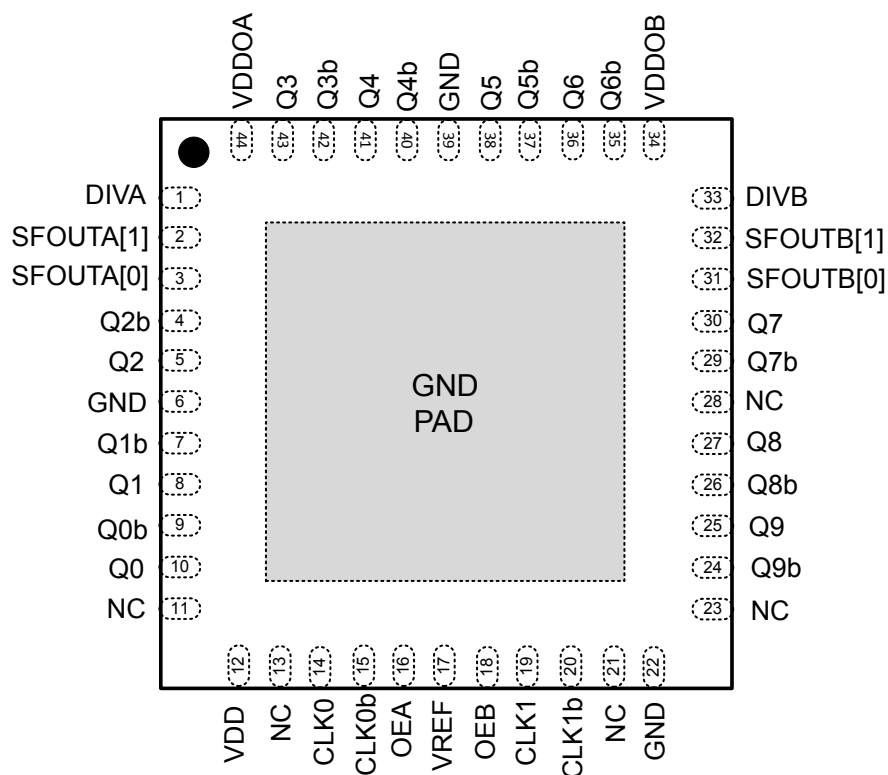 VDDOA
Q3
Q3b
Q4
Q4b
GND
Q5
Q5b
Q6
Q6b
VDDOB
44
43
42
41
40
39
38
37
36
35
34
DIVA 1
33 DIVB
SFOUTA[1] 2
32 SFOUTB[1]
SFOUTA[0] 3
31 SFOUTB[0]
Q2b 4
30 Q7
Q2 5
29 Q7b
GND 6
28 NC
Q1b 7
27 Q8
Q1 8
26 Q8b
Q0b 9
25 Q9
Q0 10
24 Q9b
NC 11
23 NC
GND
PAD
12
13
14
15
16
17
18
19
20
21
22
VDD
NC
CLK0
CLK0b
OEA
VREF
OEB
CLK1
CLK1b
NC
GND